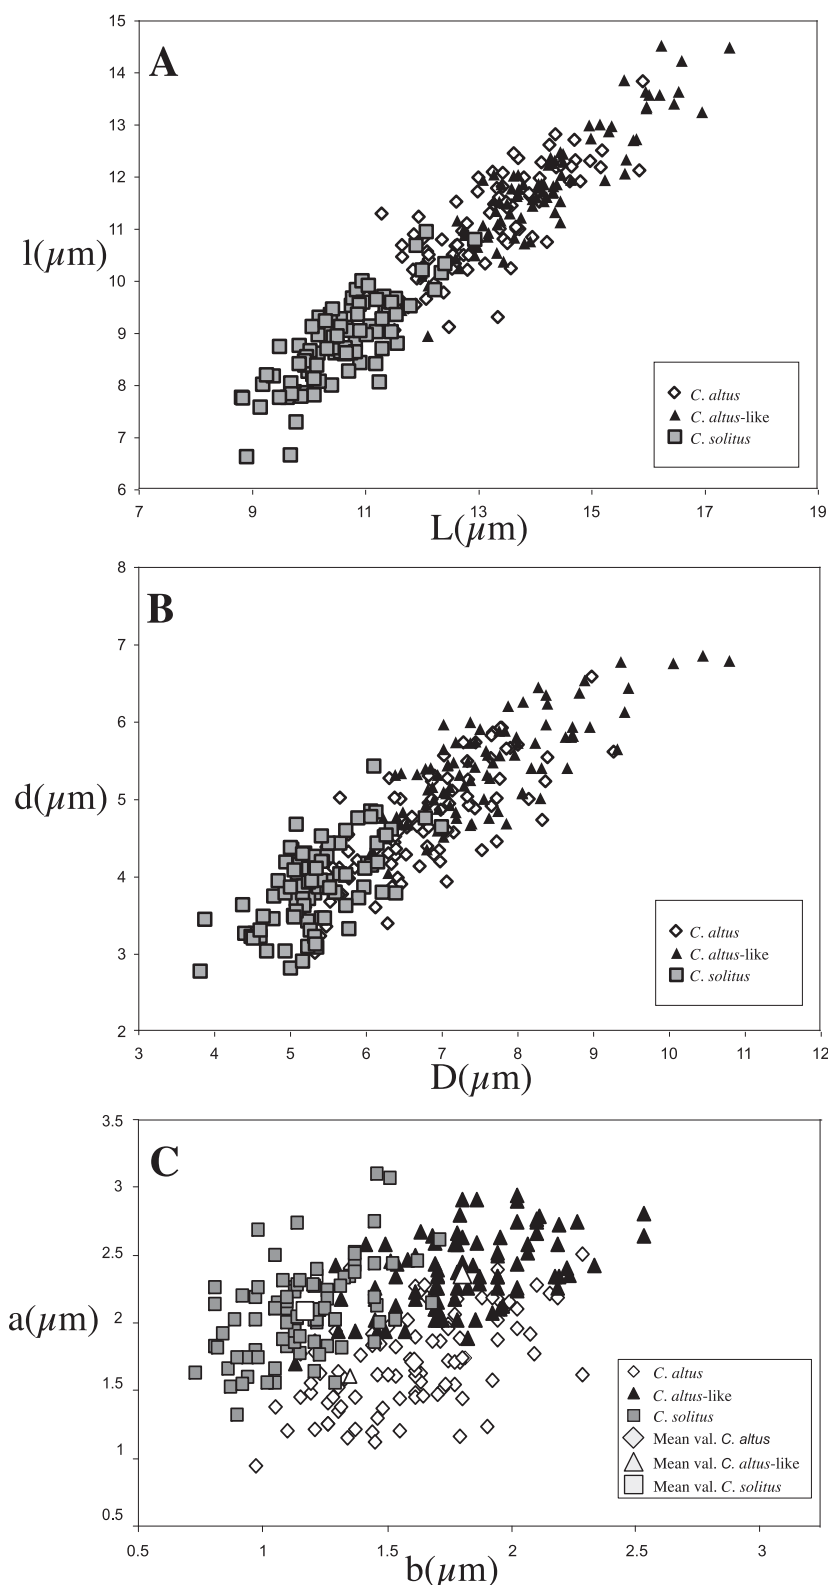 15
A
14
13
12
11
l(µm)
10
9
8
C. altus
C. altus-like
7
C. solitus
6
7 9 11 13 15 17 19
L(µm)
8
B
7
6
d(µm)
5
4
C. altus
C. altus-like
3
C. solitus
2
3 4 5 6 7 8 9 10 11 12
D(µm)
3.5
C
3
2.5
a(µm)
2
1.5
C. altus
C. altus-like
C. solitus
Mean val. C. altus
1
Mean val. C. altus-like
Mean val. C. solitus
0.5
0.5 1 1.5 2 2.5 3
b(µm)